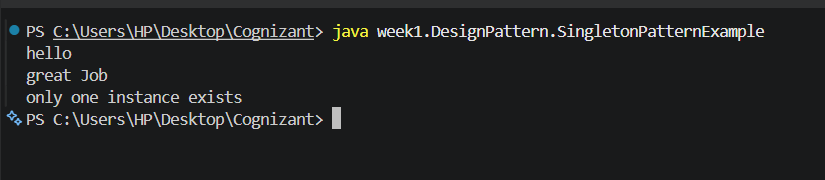 PS C:\Users\HP\Desktop\Cognizant> java week1.DesignPattern.SingletonPatternExample
hello
great Job
only one instance exists
PS C:\Users\HP\Desktop\Cognizant>